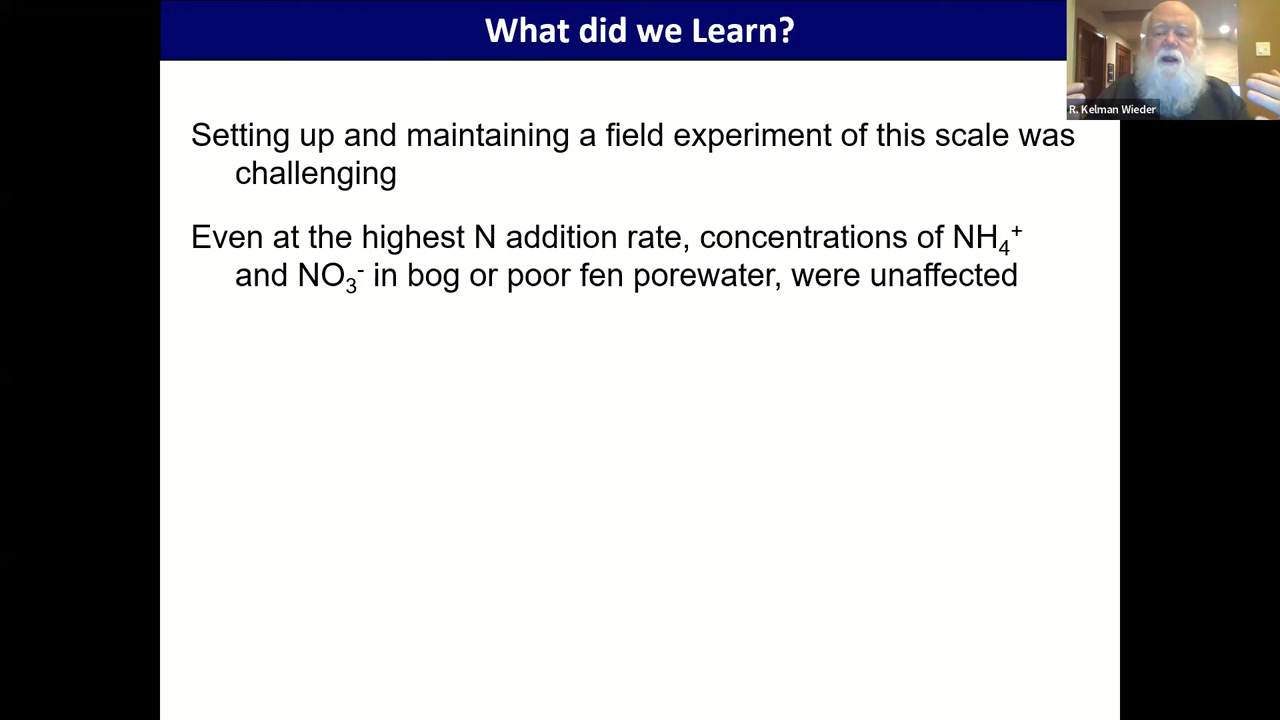 What did we Learn?
R. Kelman Wieder
Setting up and maintaining a field experiment of this scale was
challenging
Even at the highest N addition rate, concentrations of NH₄⁺
and NO₃⁻ in bog or poor fen porewater, were unaffected